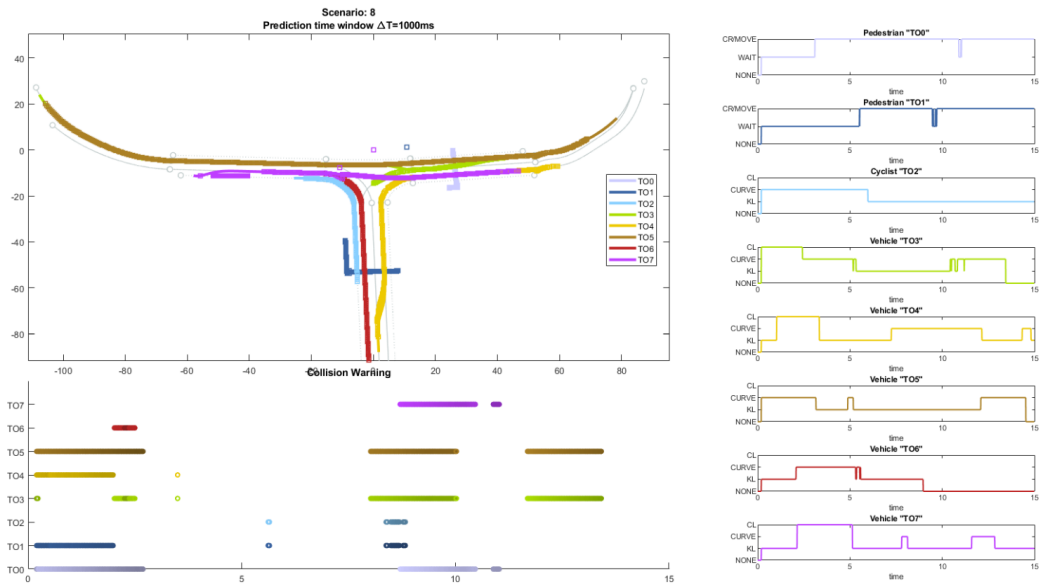 Scenario: 8
Prediction time window △T=1000ms
40
20
0
-20
-40
-60
-80
-100
-80
-60
-40
-20
0
20
40
60
80
TO0
TO1
TO2
TO3
TO4
TO5
TO6
TO7
Collision Warning
TO7
TO6
TO5
TO4
TO3
TO2
TO1
TO0
0
5
10
15
Pedestrian "TO0"
CR/MOVE
WAIT
NONE
0
5
10
15
time
Pedestrian "TO1"
CR/MOVE
WAIT
NONE
0
5
10
15
time
Cyclist "TO2"
CL
CURVE
KL
NONE
0
5
10
15
time
Vehicle "TO3"
CL
CURVE
KL
NONE
0
5
10
15
time
Vehicle "TO4"
CL
CURVE
KL
NONE
0
5
10
15
time
Vehicle "TO5"
CL
CURVE
KL
NONE
0
5
10
15
time
Vehicle "TO6"
CL
CURVE
KL
NONE
0
5
10
15
time
Vehicle "TO7"
CL
CURVE
KL
NONE
0
5
10
15
time